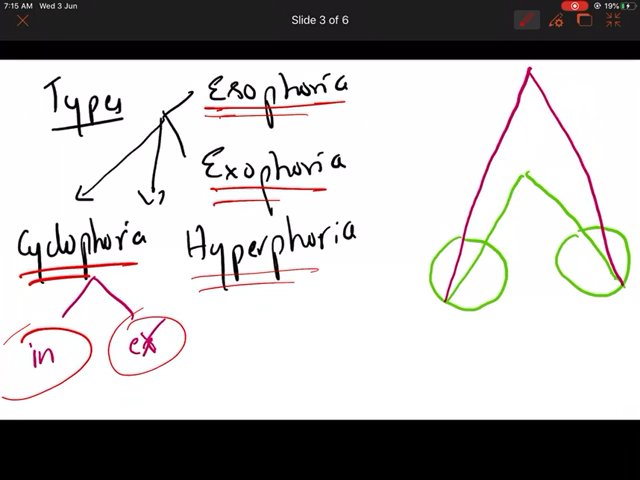 7:15 AM Wed 3 Jun
19%
Slide 3 of 6
Types
Esophoria
Exophoria
Cyclophoria
Hyperphoria
in
ex